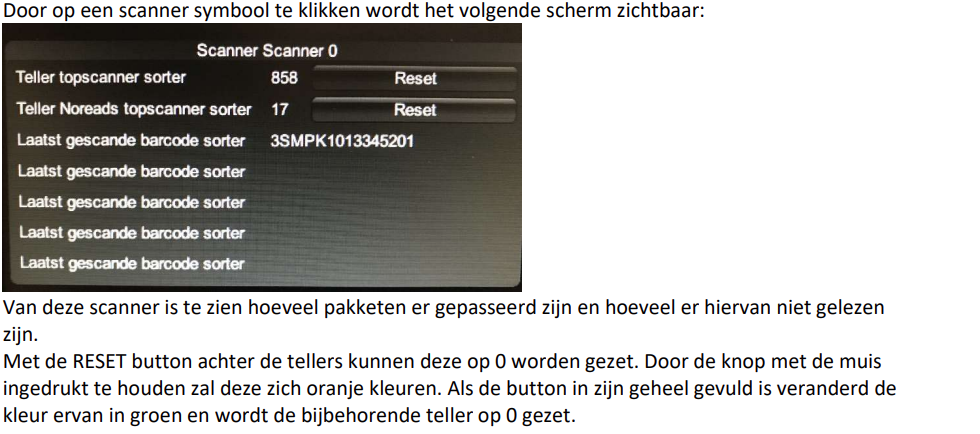 Door op een scanner symbool te klikken wordt het volgende scherm zichtbaar:
Scanner Scanner 0
Teller topscanner sorter 858 Reset
Teller Noreads topscanner sorter 17 Reset
Laatst gescande barcode sorter 3SMPK1013345201
Laatst gescande barcode sorter
Laatst gescande barcode sorter
Laatst gescande barcode sorter
Laatst gescande barcode sorter
Van deze scanner is te zien hoeveel pakketen er gepasseerd zijn en hoeveel er hiervan niet gelezen
zijn.
Met de RESET button achter de tellers kunnen deze op 0 worden gezet. Door de knop met de muis
ingedrukt te houden zal deze zich oranje kleuren. Als de button in zijn geheel gevuld is veranderd de
kleur ervan in groen en wordt de bijbehorende teller op 0 gezet.